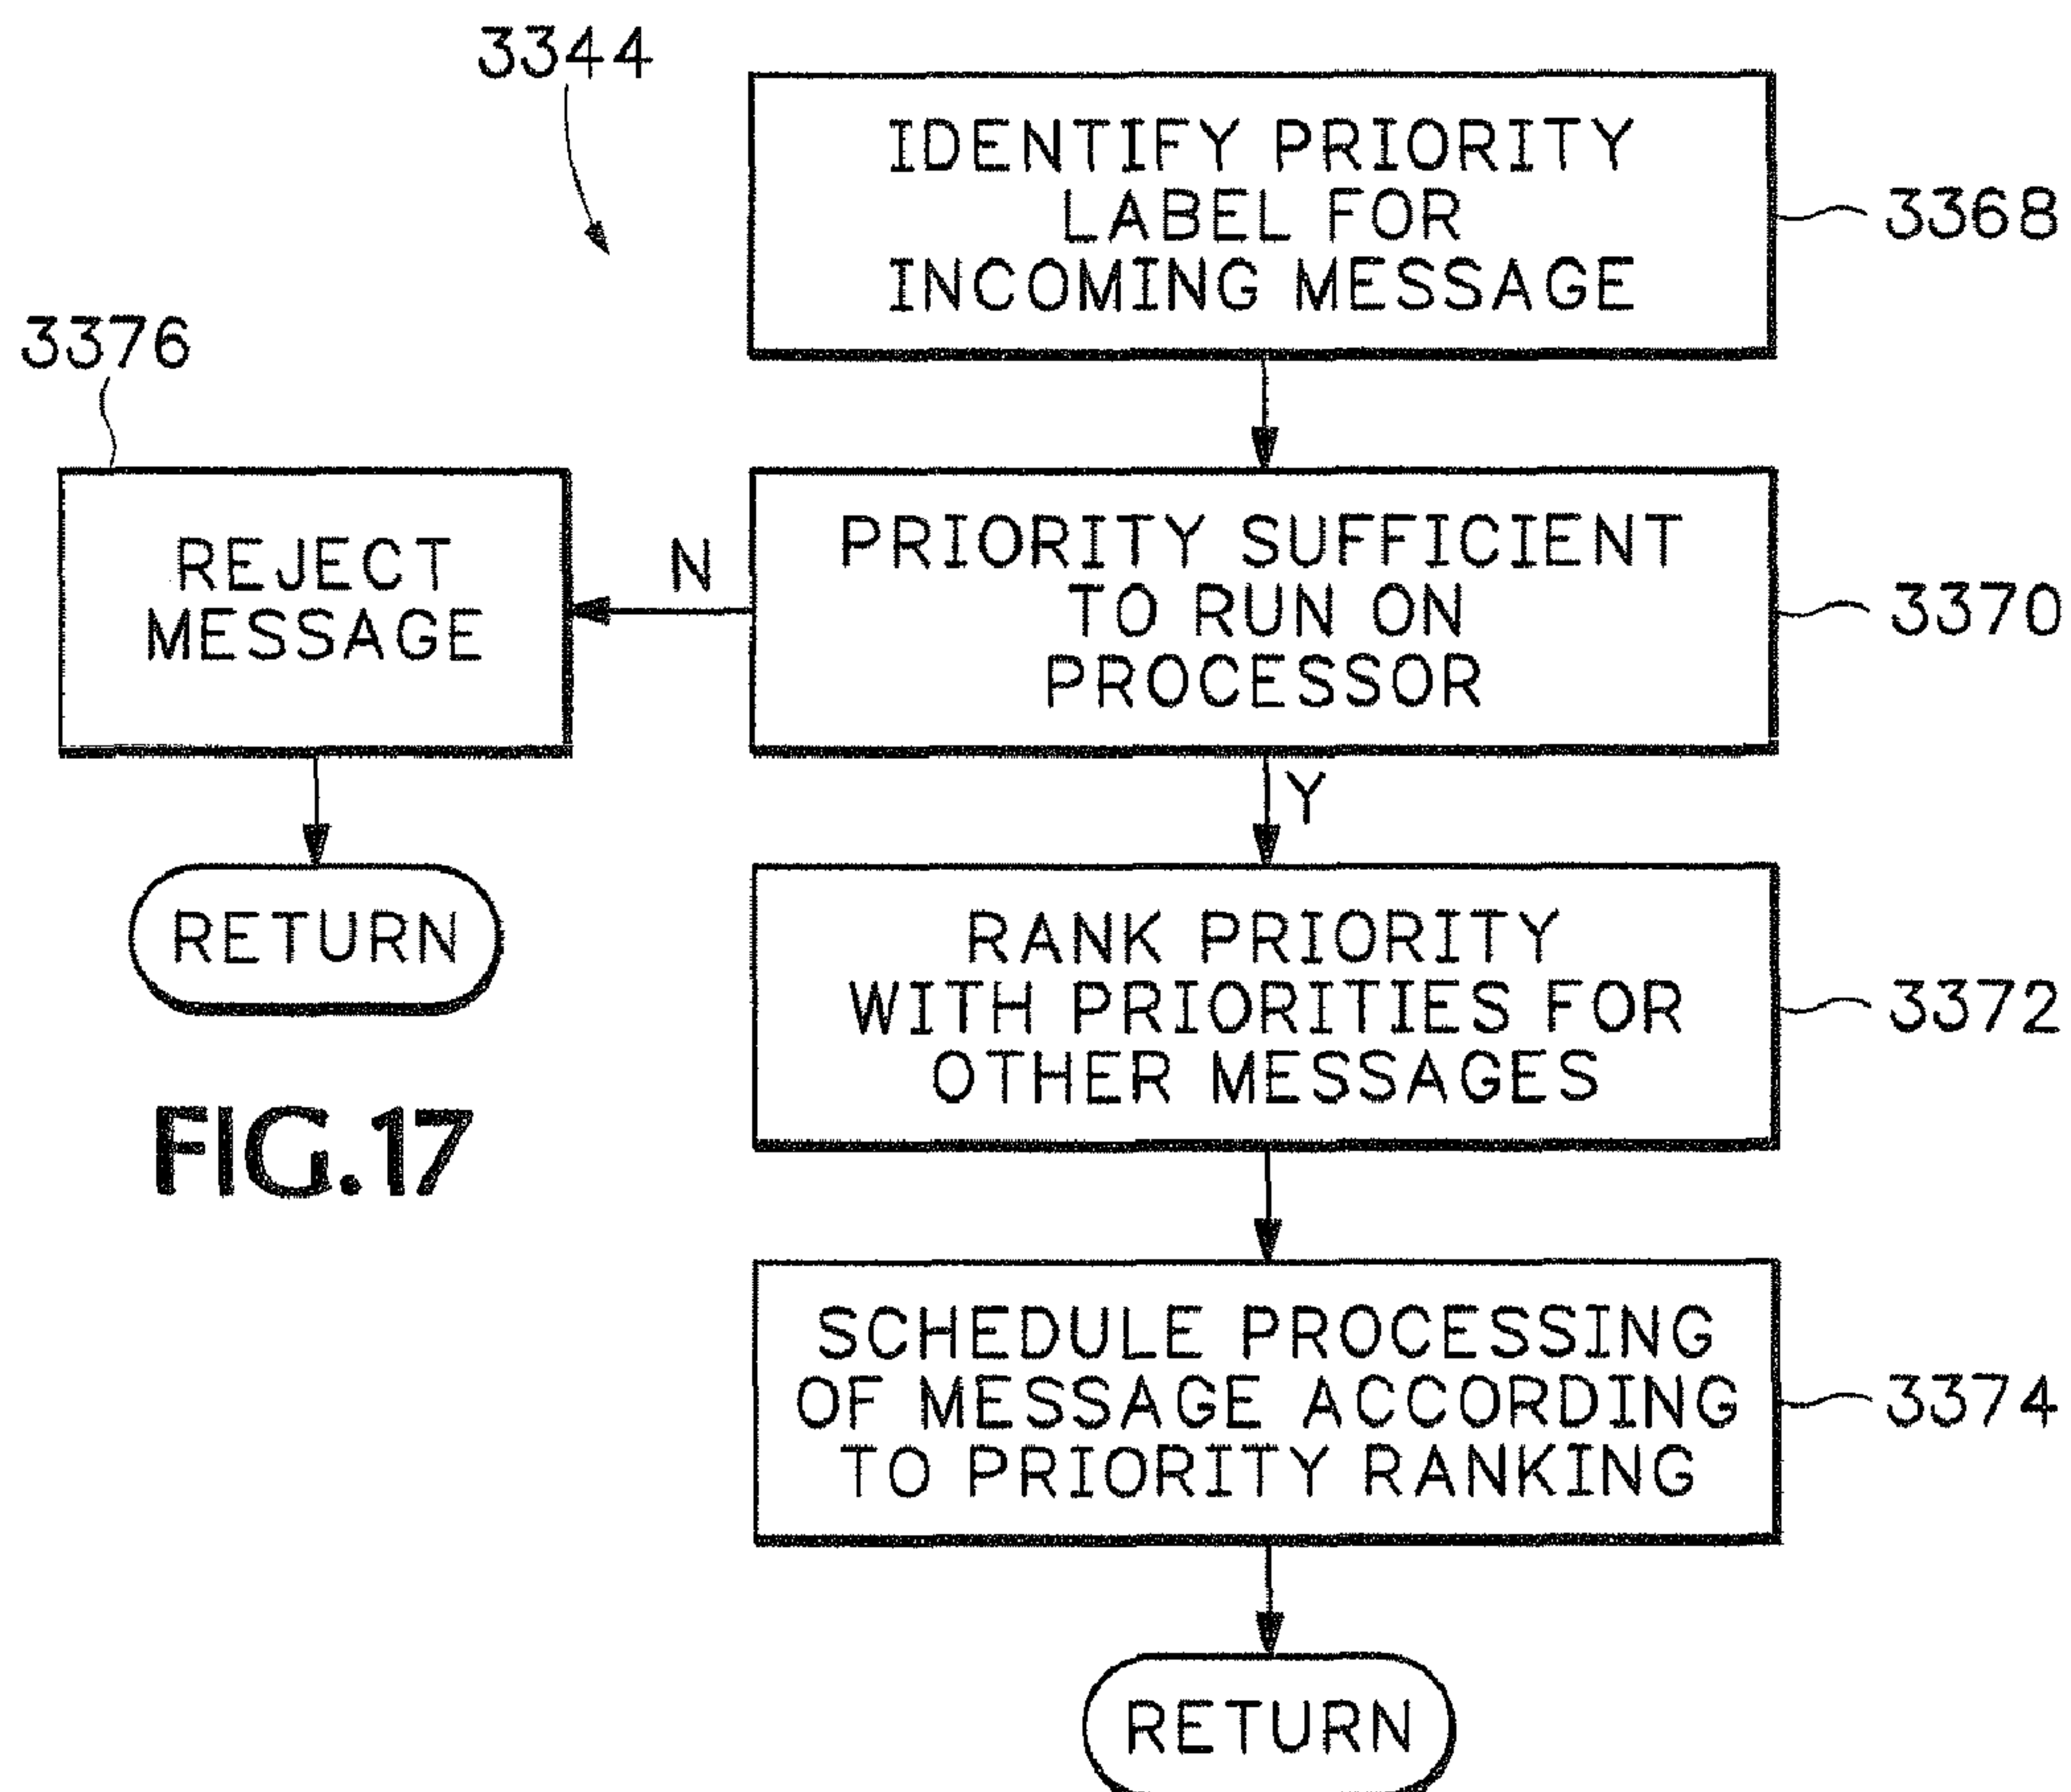 3344
IDENTIFY PRIORITY
LABEL FOR
INCOMING MESSAGE
3368
3376
REJECT
MESSAGE
N
PRIORITY SUFFICIENT
TO RUN ON
PROCESSOR
3370
Y
RETURN
RANK PRIORITY
WITH PRIORITIES FOR
OTHER MESSAGES
3372
FIG.17
SCHEDULE PROCESSING
OF MESSAGE ACCORDING
TO PRIORITY RANKING
3374
RETURN